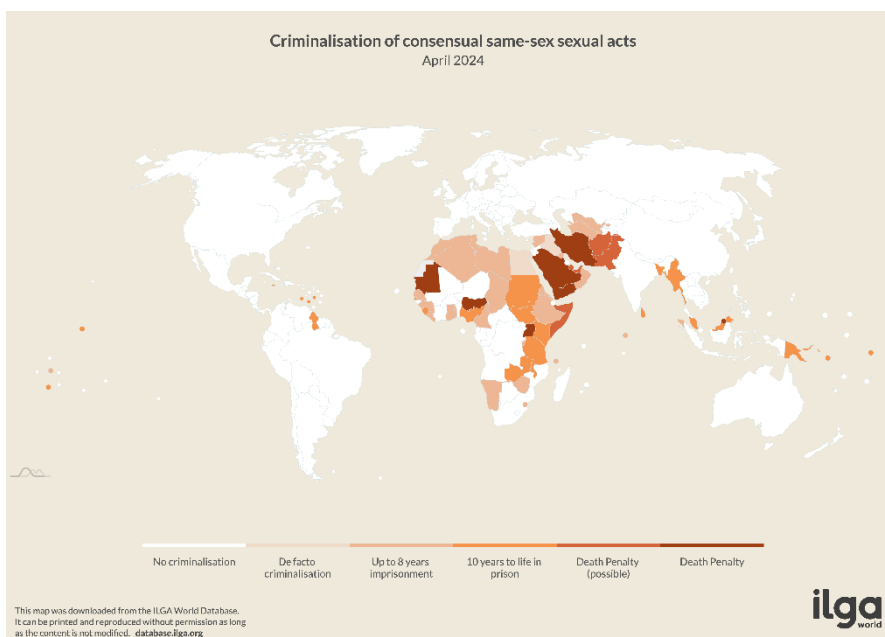 Criminalisation of consensual same-sex sexual acts
April 2024
No criminalisation
De facto
criminalisation
Up to 8 years
imprisonment
10 years to life in
prison
Death Penalty
(possible)
Death Penalty
This map was downloaded from the ILGA World Database.
It can be printed and reproduced without permission as long
as the content is not modified. database.ilga.org
ilga
world